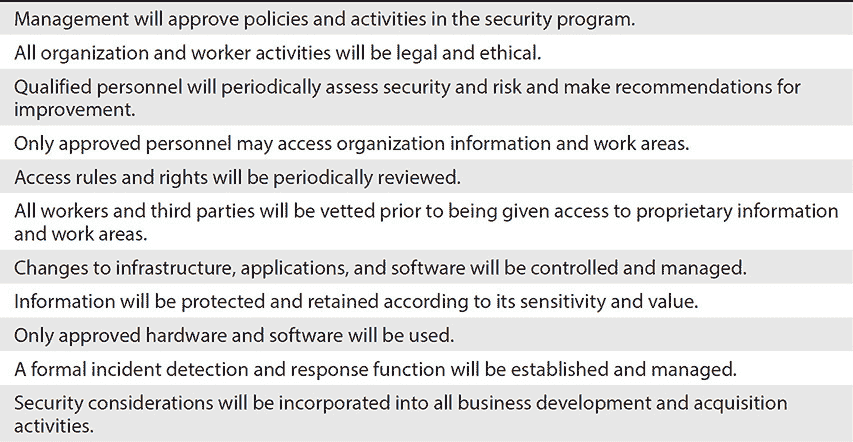 Management will approve policies and activities in the security program.
All organization and worker activities will be legal and ethical.
Qualified personnel will periodically assess security and risk and make recommendations for
improvement.
Only approved personnel may access organization information and work areas.
Access rules and rights will be periodically reviewed.
All workers and third parties will be vetted prior to being given access to proprietary information
and work areas.
Changes to infrastructure, applications, and software will be controlled and managed.
Information will be protected and retained according to its sensitivity and value.
Only approved hardware and software will be used.
A formal incident detection and response function will be established and managed.
Security considerations will be incorporated into all business development and acquisition
activities.